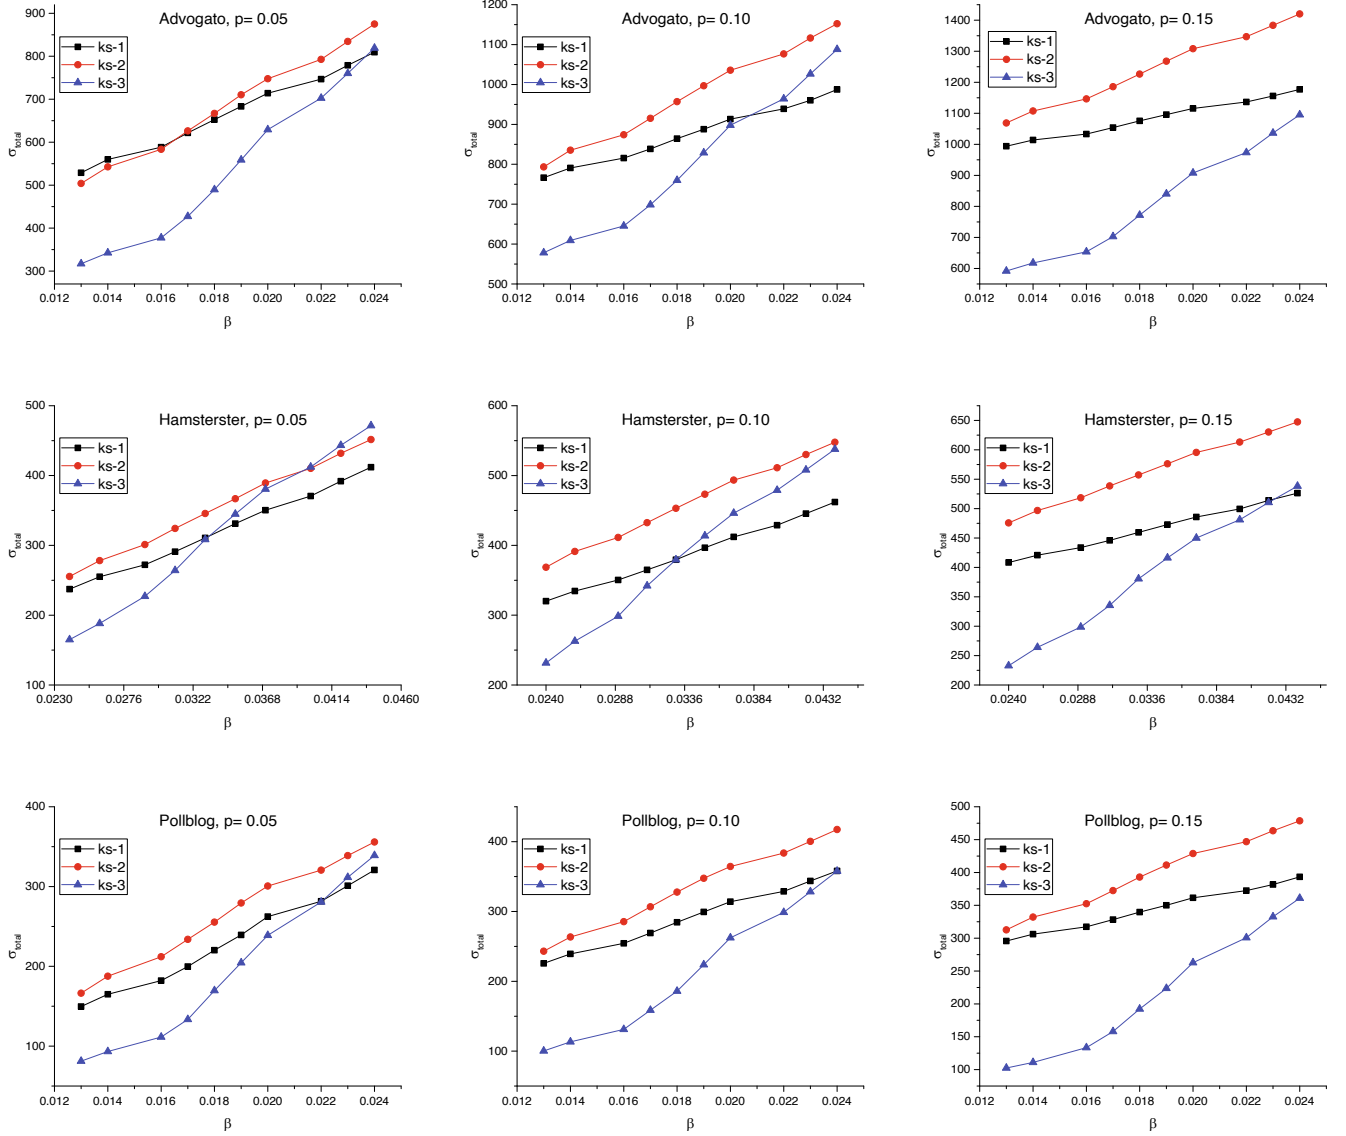 Advogato, p= 0.05
ks-1
ks-2
ks-3
900
800
700
600
500
400
300
σtotal
0.012 0.014 0.016 0.018 0.020 0.022 0.024
β
Advogato, p= 0.10
ks-1
ks-2
ks-3
1200
1100
1000
900
800
700
600
500
σtotal
0.012 0.014 0.016 0.018 0.020 0.022 0.024
β
Advogato, p= 0.15
ks-1
ks-2
ks-3
1400
1300
1200
1100
1000
900
800
700
600
σtotal
0.012 0.014 0.016 0.018 0.020 0.022 0.024
β
Hamsterster, p= 0.05
ks-1
ks-2
ks-3
500
400
300
200
100
σtotal
0.0230 0.0276 0.0322 0.0368 0.0414 0.0460
β
Hamsterster, p= 0.10
ks-1
ks-2
ks-3
600
500
400
300
200
σtotal
0.0240 0.0288 0.0336 0.0384 0.0432
β
Hamsterster, p= 0.15
ks-1
ks-2
ks-3
650
600
550
500
450
400
350
300
250
200
σtotal
0.0240 0.0288 0.0336 0.0384 0.0432
β
Pollblog, p= 0.05
ks-1
ks-2
ks-3
400
300
200
100
σtotal
0.012 0.014 0.016 0.018 0.020 0.022 0.024
β
Pollblog, p= 0.10
ks-1
ks-2
ks-3
400
300
200
100
σtotal
0.012 0.014 0.016 0.018 0.020 0.022 0.024
β
Pollblog, p= 0.15
ks-1
ks-2
ks-3
500
450
400
350
300
250
200
150
100
σtotal
0.012 0.014 0.016 0.018 0.020 0.022 0.024
β